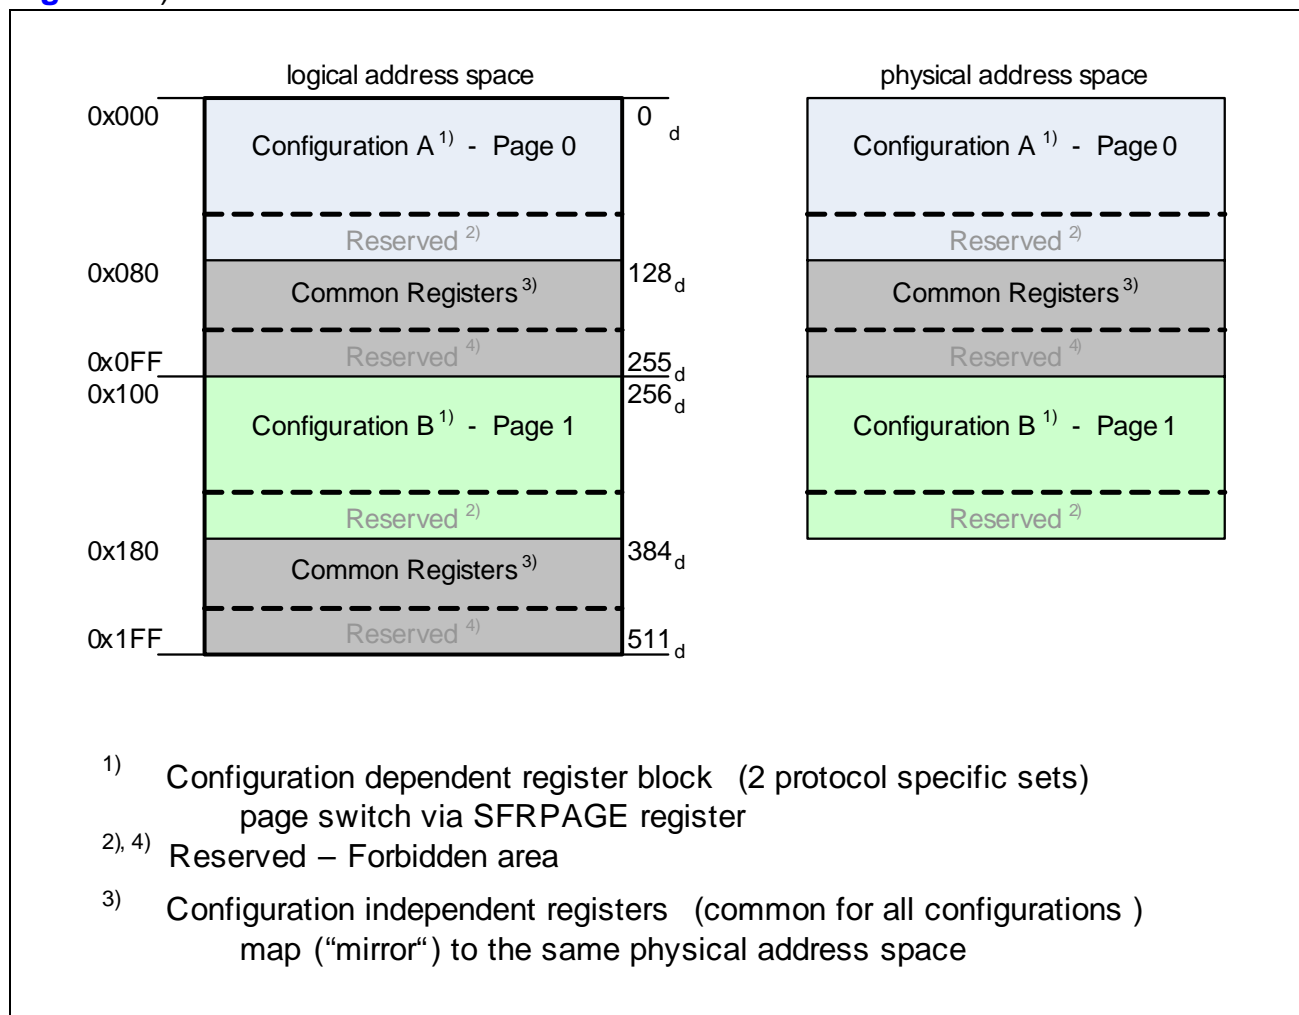 logical address space
physical address space
0x000
0 d
Configuration A 1) - Page 0
Configuration A 1) - Page 0
Reserved 2)
Reserved 2)
0x080
128 d
Common Registers 3)
Common Registers 3)
Reserved 4)
Reserved 4)
0x0FF
255 d
0x100
256 d
Configuration B 1) - Page 1
Configuration B 1) - Page 1
Reserved 2)
Reserved 2)
0x180
384 d
Common Registers 3)
Reserved 4)
0x1FF
511 d
1) Configuration dependent register block (2 protocol specific sets)
page switch via SFRPAGE register
2), 4) Reserved – Forbidden area
3) Configuration independent registers (common for all configurations )
map (“mirror“) to the same physical address space